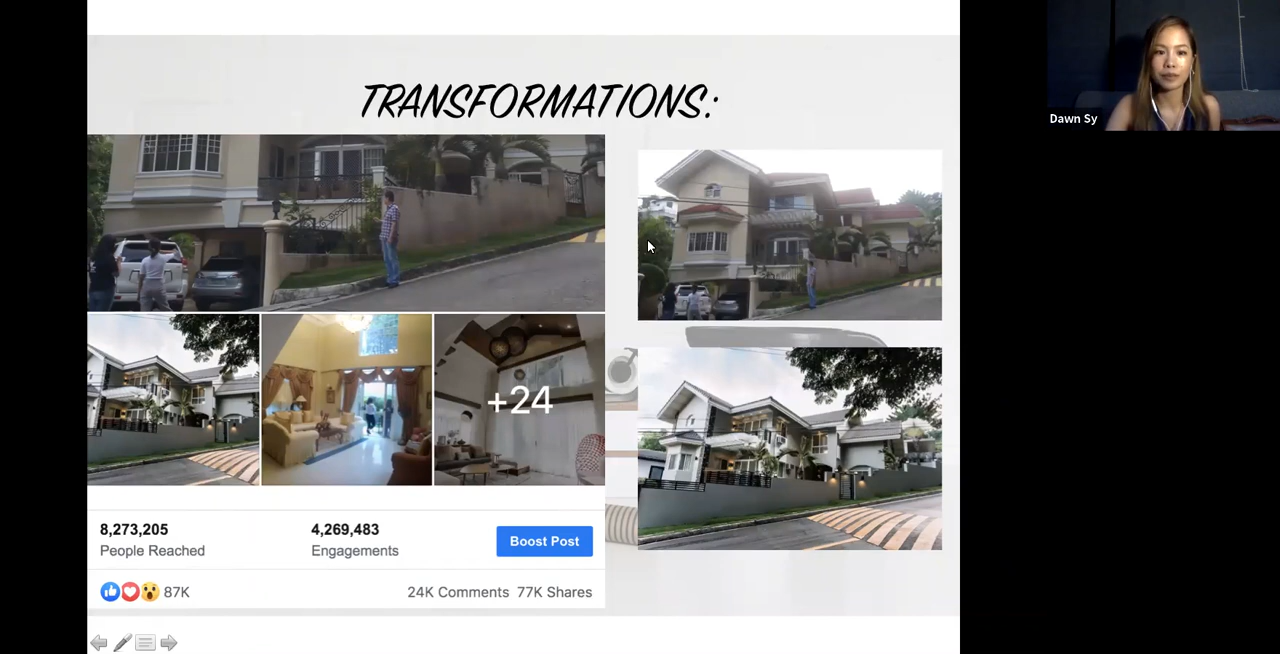 TRANSFORMATIONS:
Dawn Sy
+24
8,273,205
People Reached
4,269,483
Engagements
Boost Post
87K
24K Comments 77K Shares